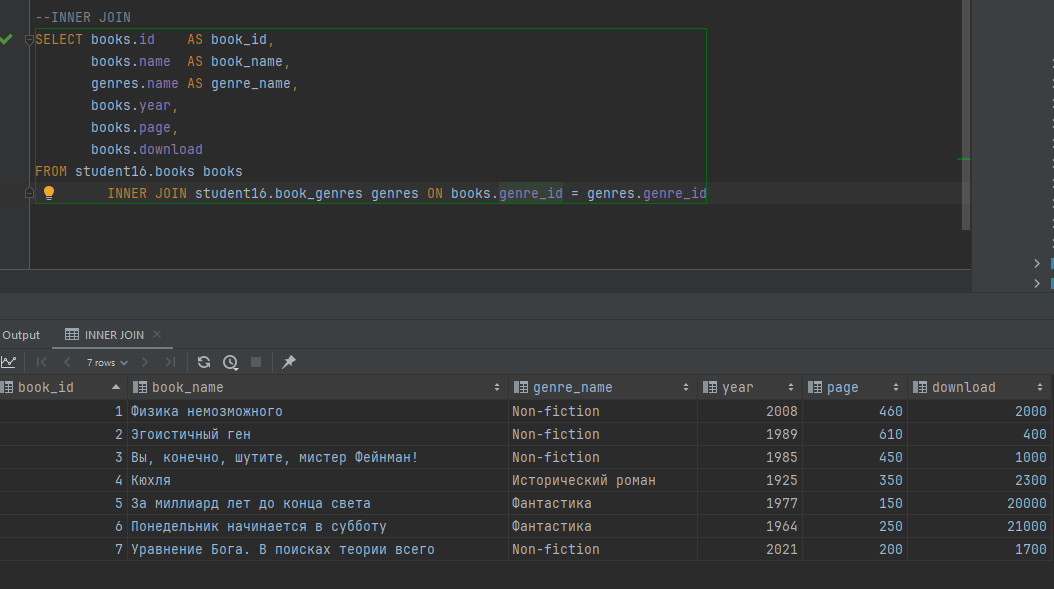 --INNER JOIN
SELECT books.id    AS book_id,
       books.name  AS book_name,
       genres.name AS genre_name,
       books.year,
       books.page,
       books.download
FROM student16.books books
         INNER JOIN student16.book_genres genres ON books.genre_id = genres.genre_id
Output INNER JOIN
7 rows
book_id book_name genre_name year page download
1 Физика немозможного Non-fiction 2008 460 2000
2 Эгоистичный ген Non-fiction 1989 610 400
3 Вы, конечно, шутите, мистер Фейнман! Non-fiction 1985 450 1000
4 Кюхля Исторический роман 1925 350 2300
5 За миллиард лет до конца света Фантастика 1977 150 20000
6 Понедельник начинается в субботу Фантастика 1964 250 21000
7 Уравнение Бога. В поисках теории всего Non-fiction 2021 200 1700